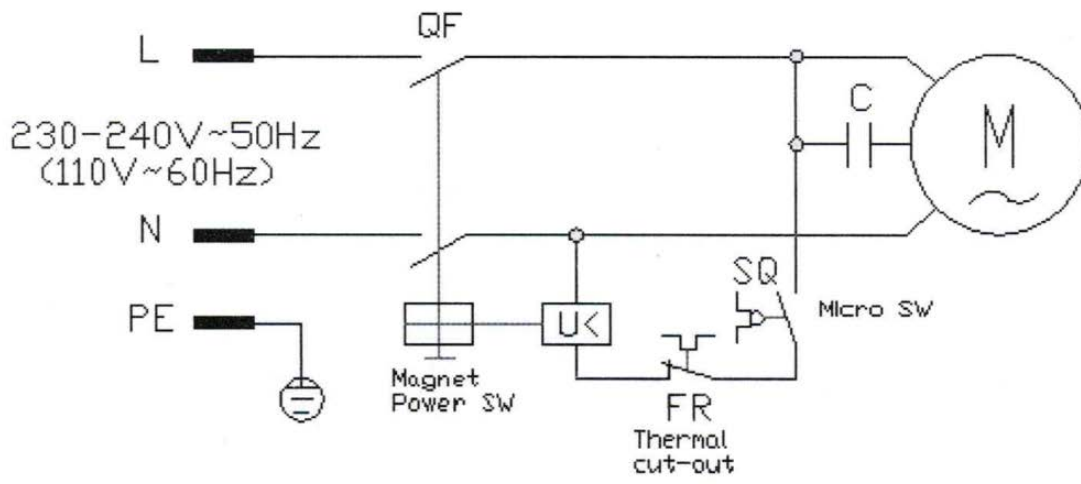 L
QF
C
M
230-240V~50Hz
(110V~60Hz)
N
SQ
Micro SW
PE
U<
Magnet
Power SW
FR
Thermal
cut-out